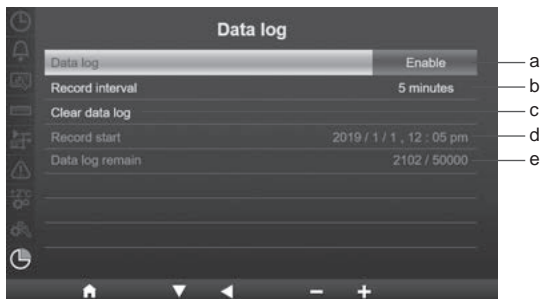 Data log
Data log Enable a
Record interval 5 minutes b
Clear data log c
Record start 2019 / 1 / 1 , 12 : 05 pm d
Data log remain 2102 / 50000 e